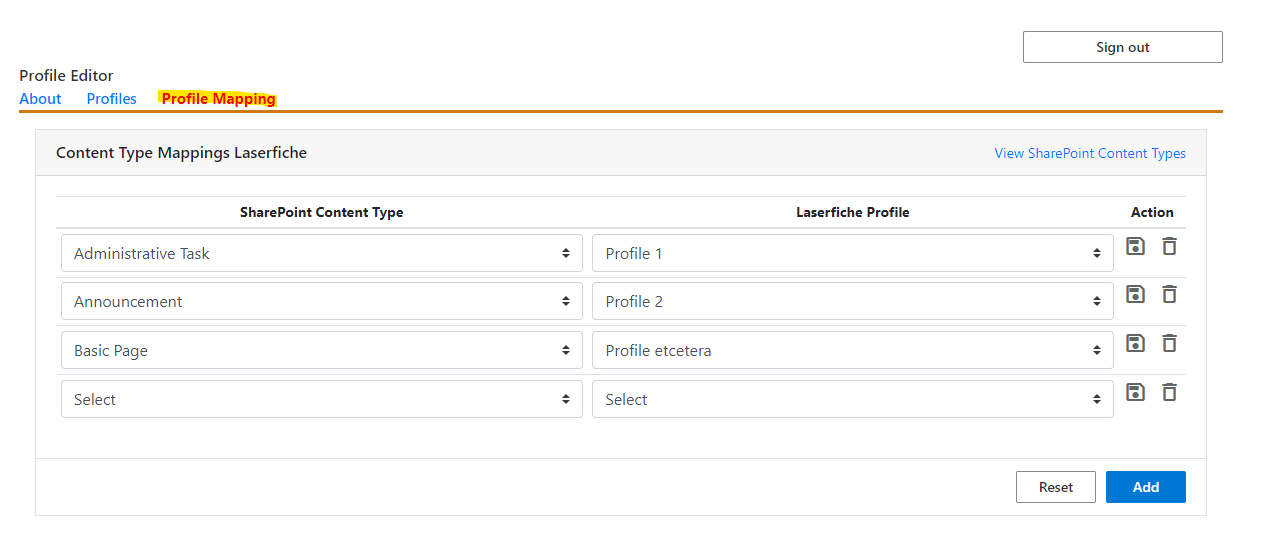 Sign out
Profile Editor
About Profiles Profile Mapping
Content Type Mappings Laserfiche View SharePoint Content Types
SharePoint Content Type Laserfiche Profile Action
Administrative Task Profile 1
Announcement Profile 2
Basic Page Profile etcetera
Select Select
Reset Add